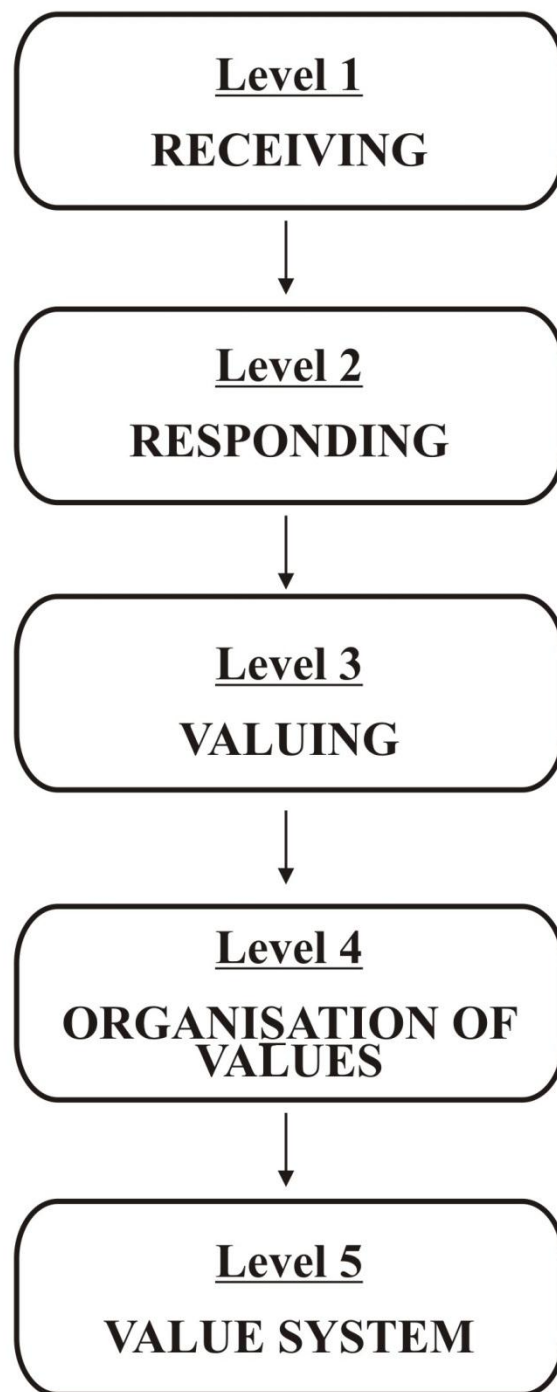 Level 1
RECEIVING
Level 2
RESPONDING
Level 3
VALUING
Level 4
ORGANISATION OF
VALUES
Level 5
VALUE SYSTEM